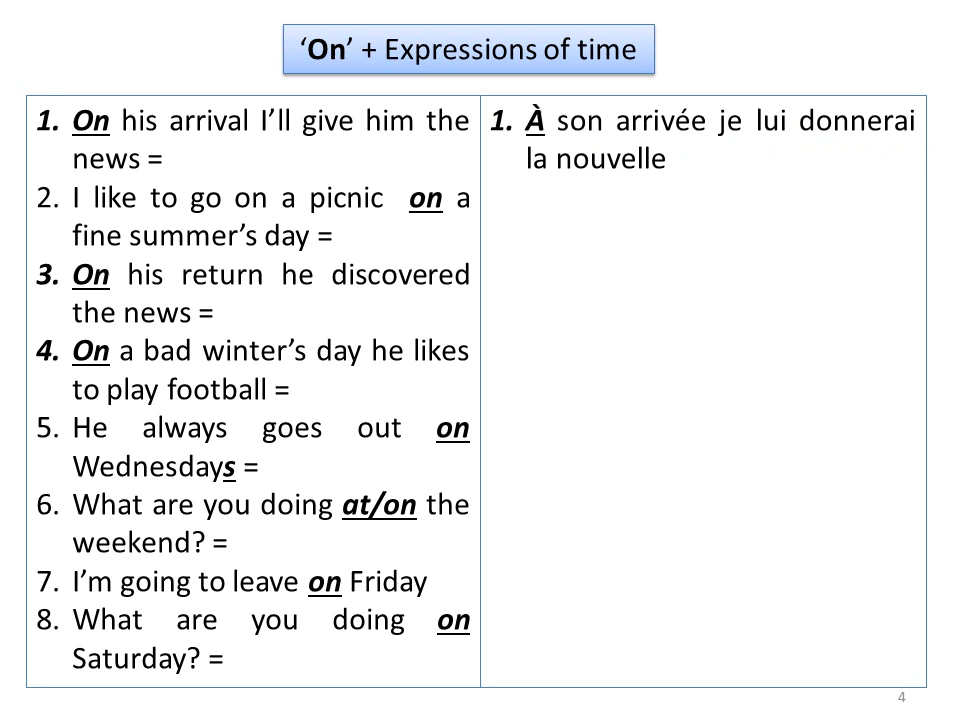 ‘On’ + Expressions of time
1. On his arrival I’ll give him the
news =
2. I like to go on a picnic on a
fine summer’s day =
3. On his return he discovered
the news =
4. On a bad winter’s day he likes
to play football =
5. He always goes out on
Wednesdays =
6. What are you doing at/on the
weekend? =
7. I’m going to leave on Friday
8. What are you doing on
Saturday? =
1. À son arrivée je lui donnerai
la nouvelle
4